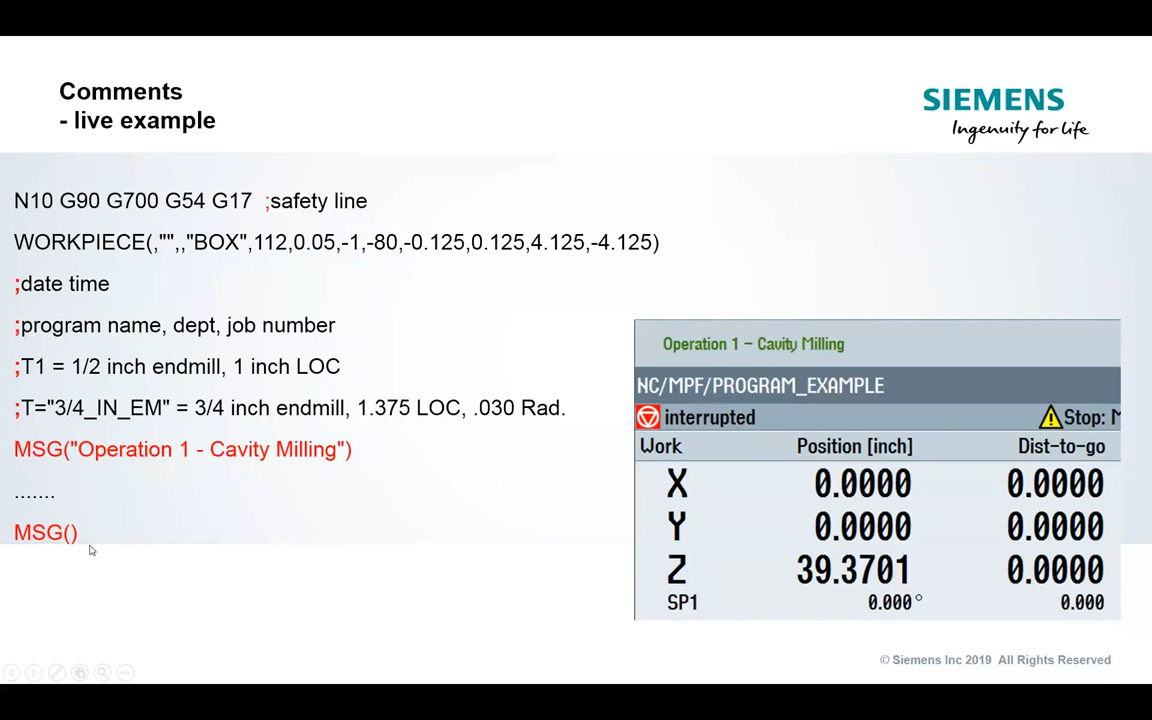 Comments
- live example
SIEMENS
Ingenuity for life
N10 G90 G700 G54 G17 ;safety line
WORKPIECE(,"",,"BOX",112,0.05,-1,-80,-0.125,0.125,4.125,-4.125)
;date time
;program name, dept, job number
;T1 = 1/2 inch endmill, 1 inch LOC
;T="3/4_IN_EM" = 3/4 inch endmill, 1.375 LOC, .030 Rad.
MSG("Operation 1 - Cavity Milling")
.......
MSG()
Operation 1 - Cavity Milling
NC/MPF/PROGRAM_EXAMPLE
interrupted Stop: M
Work Position [inch] Dist-to-go
X 0.0000 0.0000
Y 0.0000 0.0000
Z 39.3701 0.0000
SP1 0.000° 0.000
© Siemens Inc 2019 All Rights Reserved